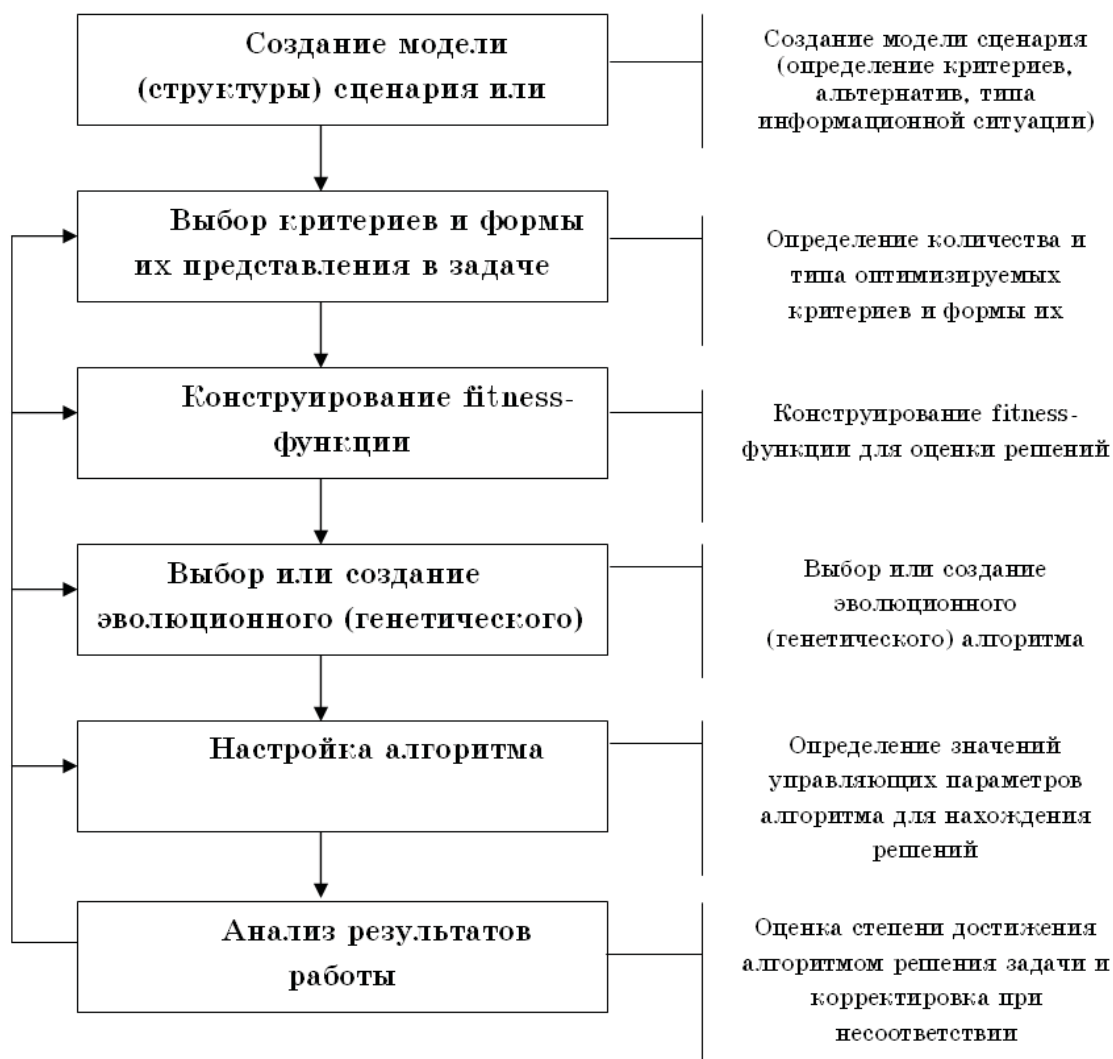 Создание модели
(структуры) сценария или
Создание модели сценария
(определение критериев,
альтернатив, типа
информационной ситуации)
Выбор критериев и формы
их представления в задаче
Определение количества и
типа оптимизируемых
критериев и формы их
Конструирование fitness-
функции
Конструирование fitness-
функции для оценки решений
Выбор или создание
эволюционного (генетического)
Выбор или создание
эволюционного
(генетического) алгоритма
Настройка алгоритма
Определение значений
управляющих параметров
алгоритма для нахождения
решений
Анализ результатов
работы
Оценка степени достижения
алгоритмом решения задачи и
корректировка при
несоответствии